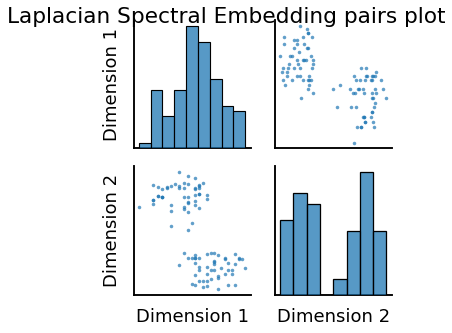 Laplacian Spectral Embedding pairs plot
Dimension 1
Dimension 2
Dimension 1
Dimension 2